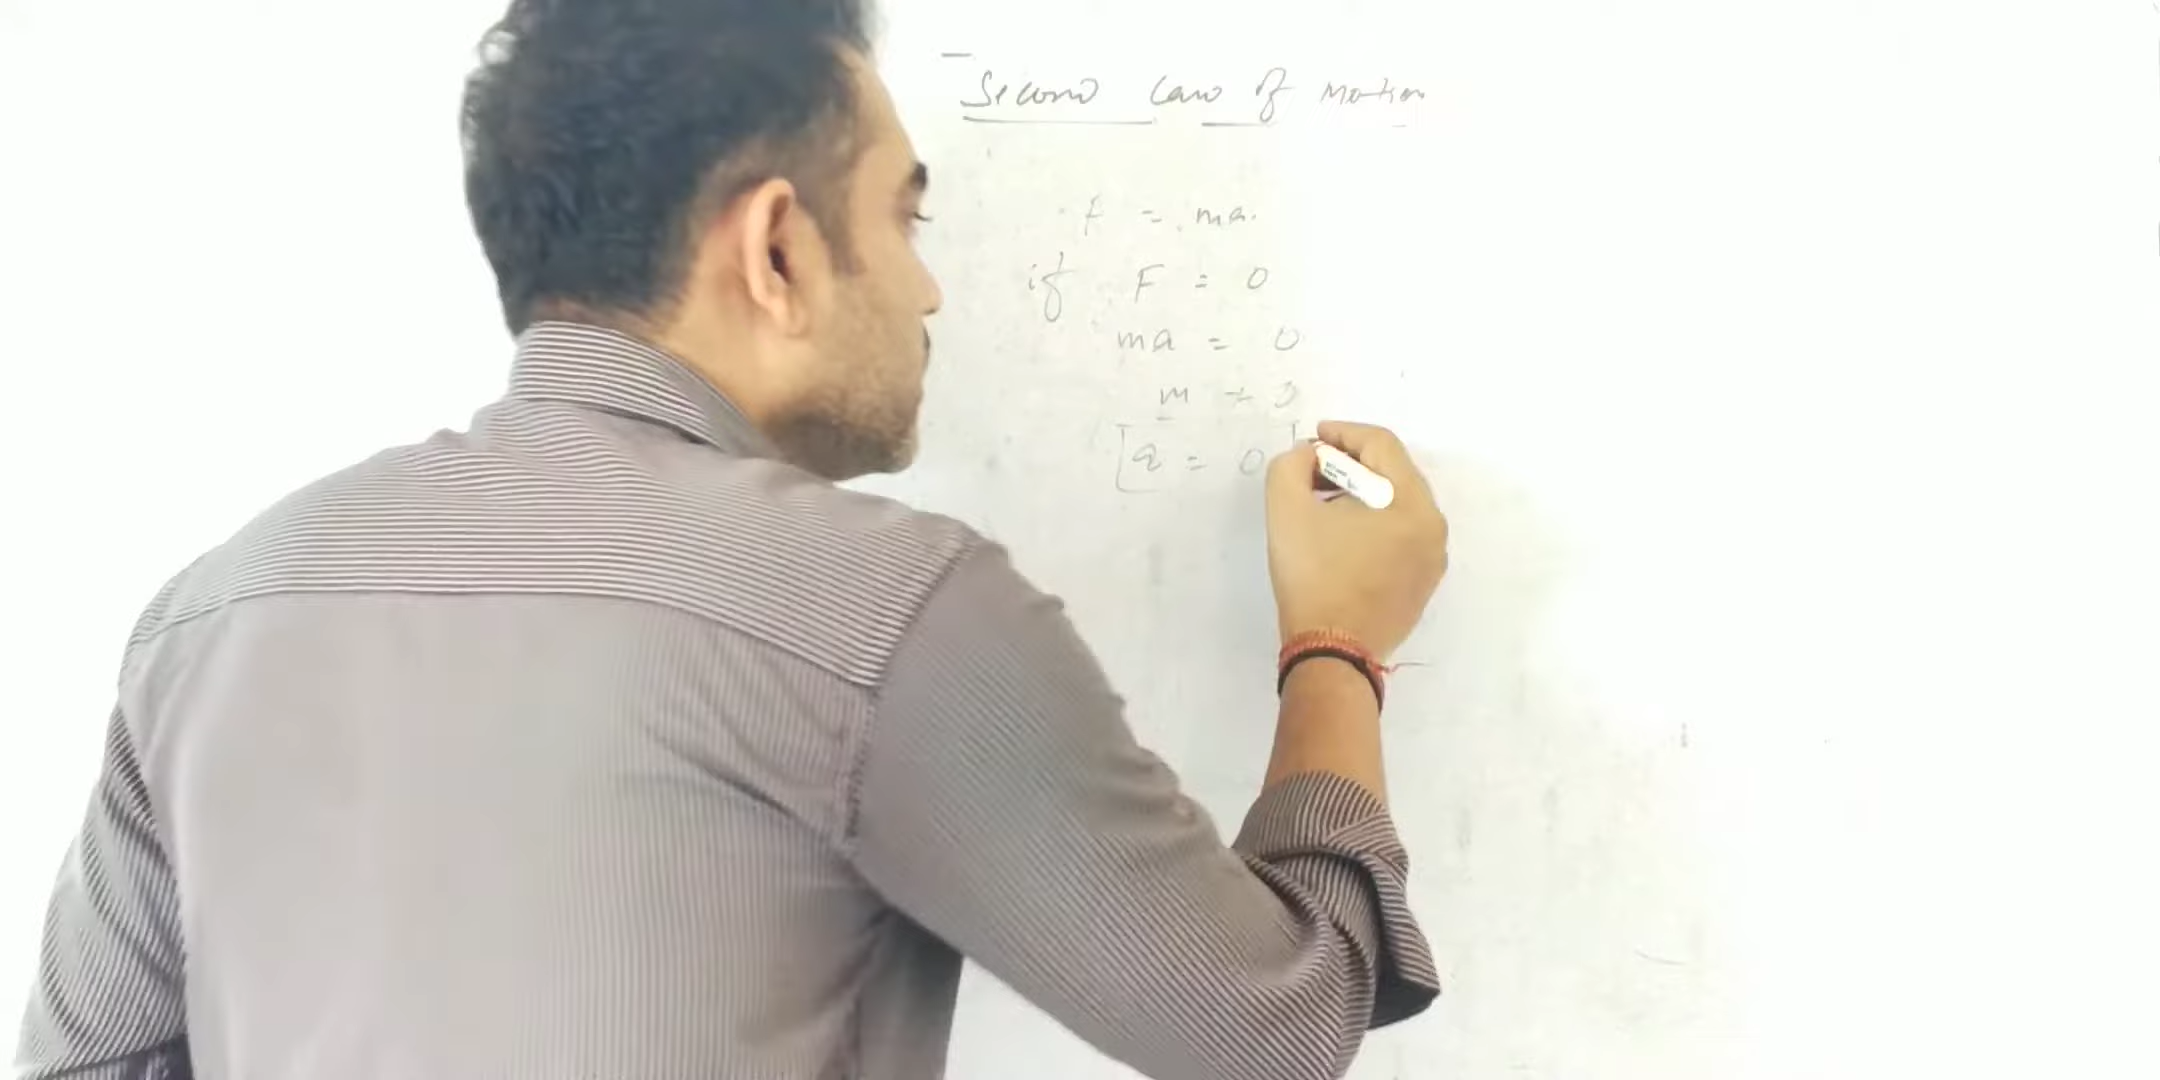 Second Law of Motion
F = ma.
if F = 0
ma = 0
m ≠ 0
a = 0